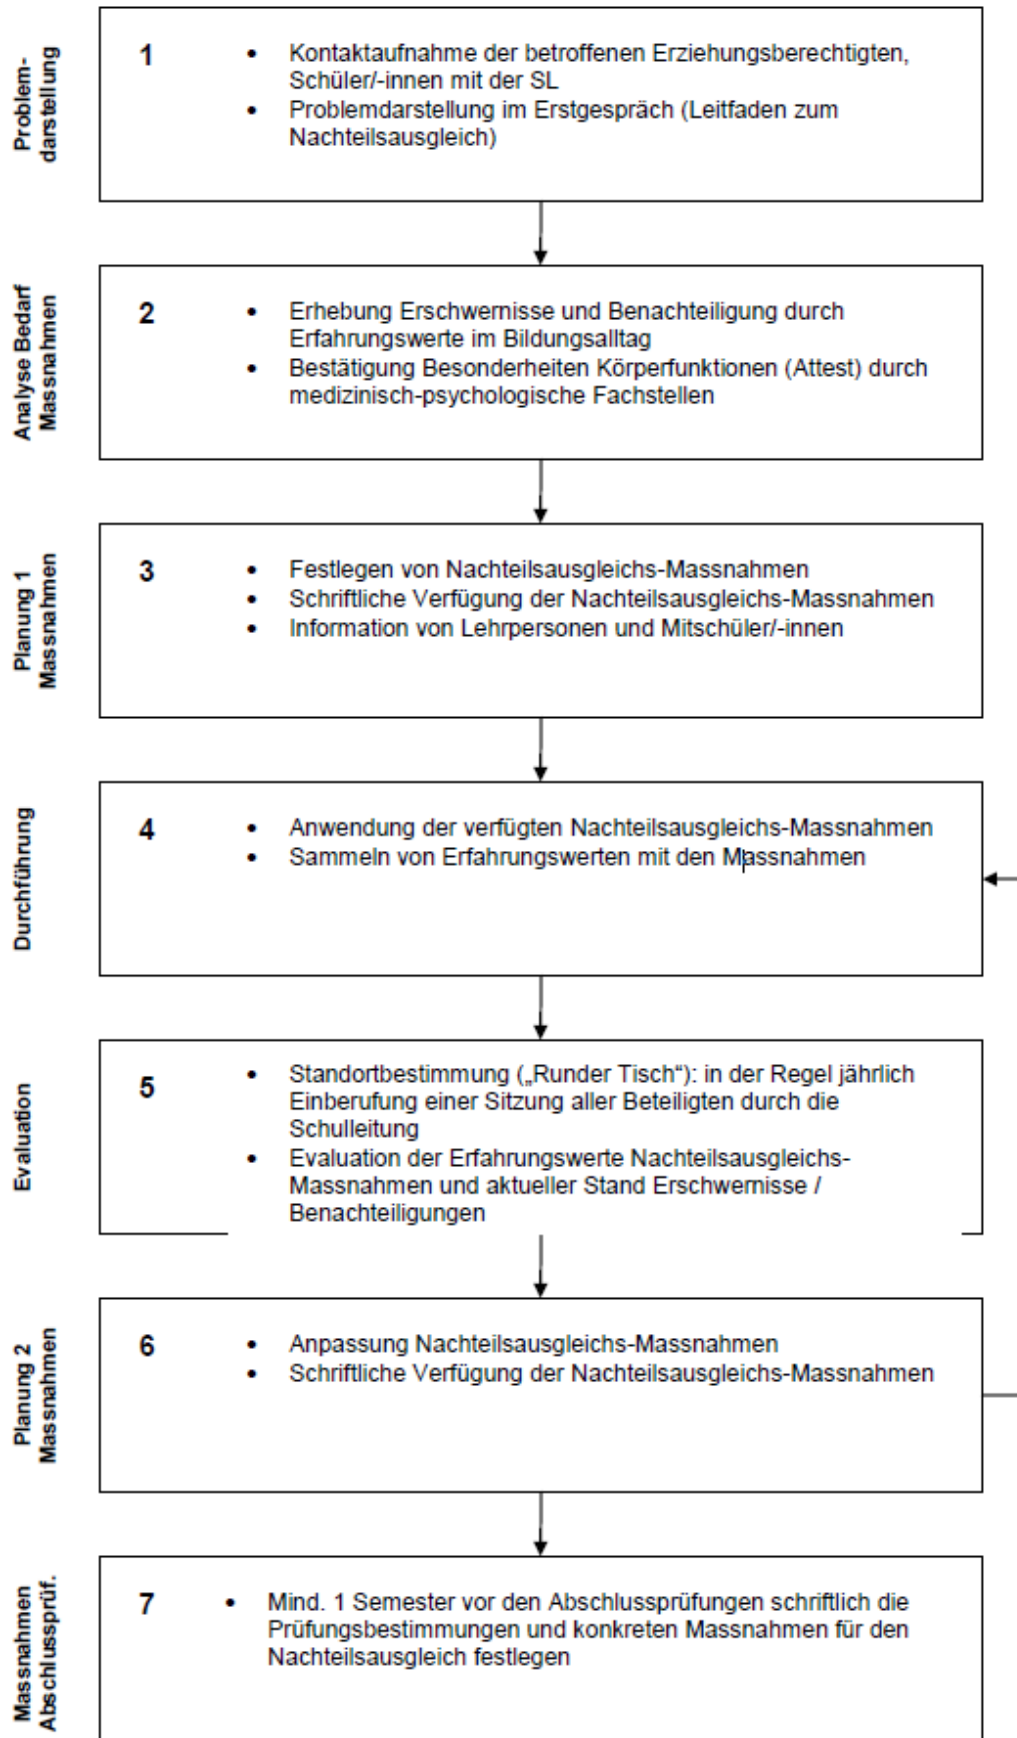 Problem-
darstellung
1
• Kontaktaufnahme der betroffenen Erziehungsberechtigten,
Schüler/-innen mit der SL
• Problemdarstellung im Erstgespräch (Leitfaden zum
Nachteilsausgleich)
Analyse Bedarf
Massnahmen
2
• Erhebung Erschwernisse und Benachteiligung durch
Erfahrungswerte im Bildungsalltag
• Bestätigung Besonderheiten Körperfunktionen (Attest) durch
medizinisch-psychologische Fachstellen
Planung 1
Massnahmen
3
• Festlegen von Nachteilsausgleichs-Massnahmen
• Schriftliche Verfügung der Nachteilsausgleichs-Massnahmen
• Information von Lehrpersonen und Mitschüler/-innen
Durchführung
4
• Anwendung der verfügten Nachteilsausgleichs-Massnahmen
• Sammeln von Erfahrungswerten mit den Massnahmen
Evaluation
5
• Standortbestimmung („Runder Tisch“): in der Regel jährlich
Einberufung einer Sitzung aller Beteiligten durch die
Schulleitung
• Evaluation der Erfahrungswerte Nachteilsausgleichs-
Massnahmen und aktueller Stand Erschwernisse /
Benachteiligungen
Planung 2
Massnahmen
6
• Anpassung Nachteilsausgleichs-Massnahmen
• Schriftliche Verfügung der Nachteilsausgleichs-Massnahmen
Massnahmen
Abschlussprüf.
7
• Mind. 1 Semester vor den Abschlussprüfungen schriftlich die
Prüfungsbestimmungen und konkreten Massnahmen für den
Nachteilsausgleich festlegen